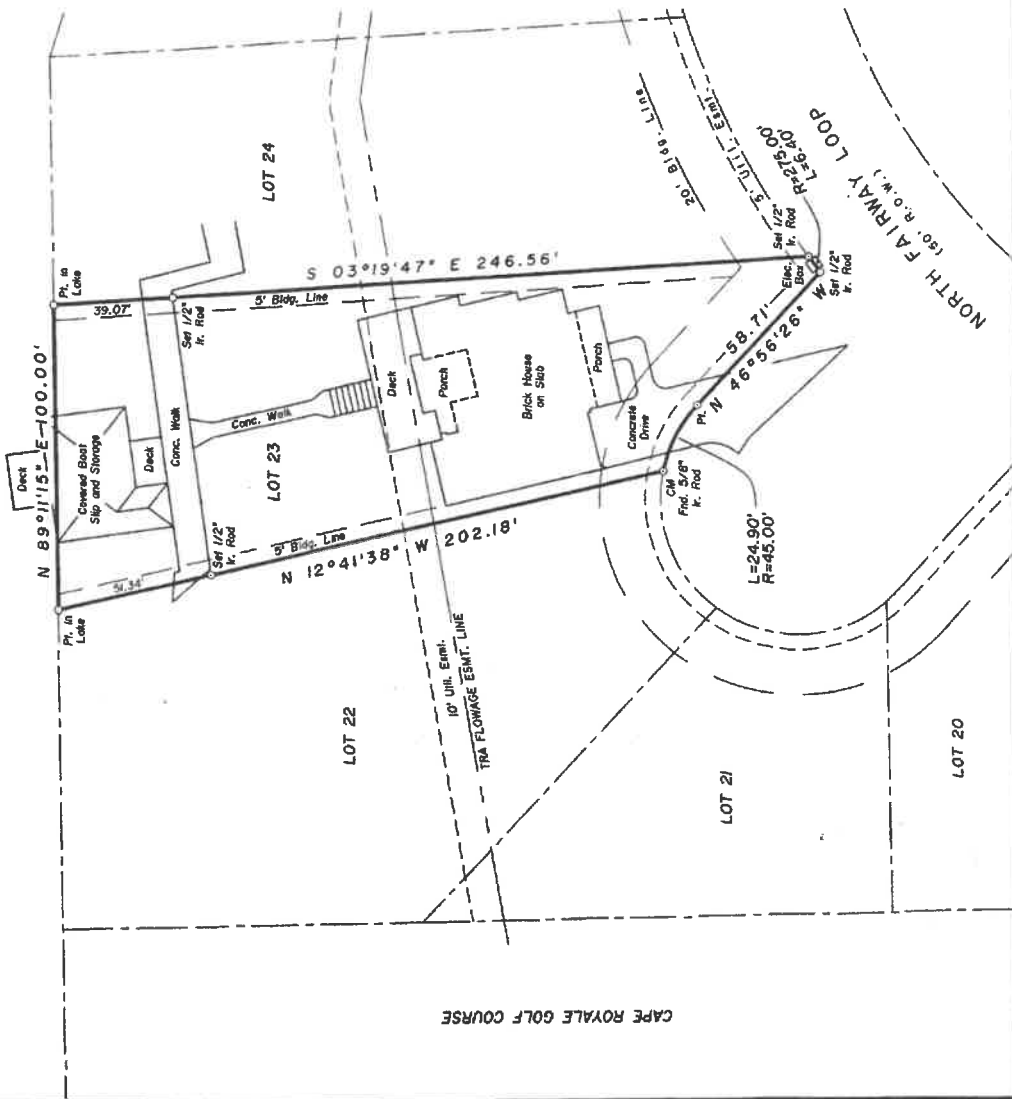 Deck
N 89°11'15" E 100.00'
Pt. in
Lake
Pt. in
Lake
Covered Boat
Slip and Storage
Deck
39.07'
51.34'
Conc. Walk
Set 1/2"
Ir. Rod
Set 1/2"
Ir. Rod
LOT 24
S 03°19'47" E 246.56'
5' Bldg. Line
Conc. Walk
LOT 23
5' Bldg. Line
N 12°41'38" W 202.18'
Deck
Porch
Brick House
on Slab
Porch
Concrete
Drive
20' Bldg. Line
5' Util. Esmt.
R=275.00'
L=6.40'
Set 1/2"
Ir. Rod
Elec.
Box
Set 1/2"
Ir. Rod
NORTH FAIRWAY LOOP
(50' R.O.W.)
58.71'
N 46°56'26" W
Pt.
CM
Fnd. 5/8"
Ir. Rod
L=24.90'
R=45.00'
10' Util. Esmt.
TRA FLOWAGE ESMT. LINE
LOT 22
LOT 21
LOT 20
CAPE ROYALE GOLF COURSE